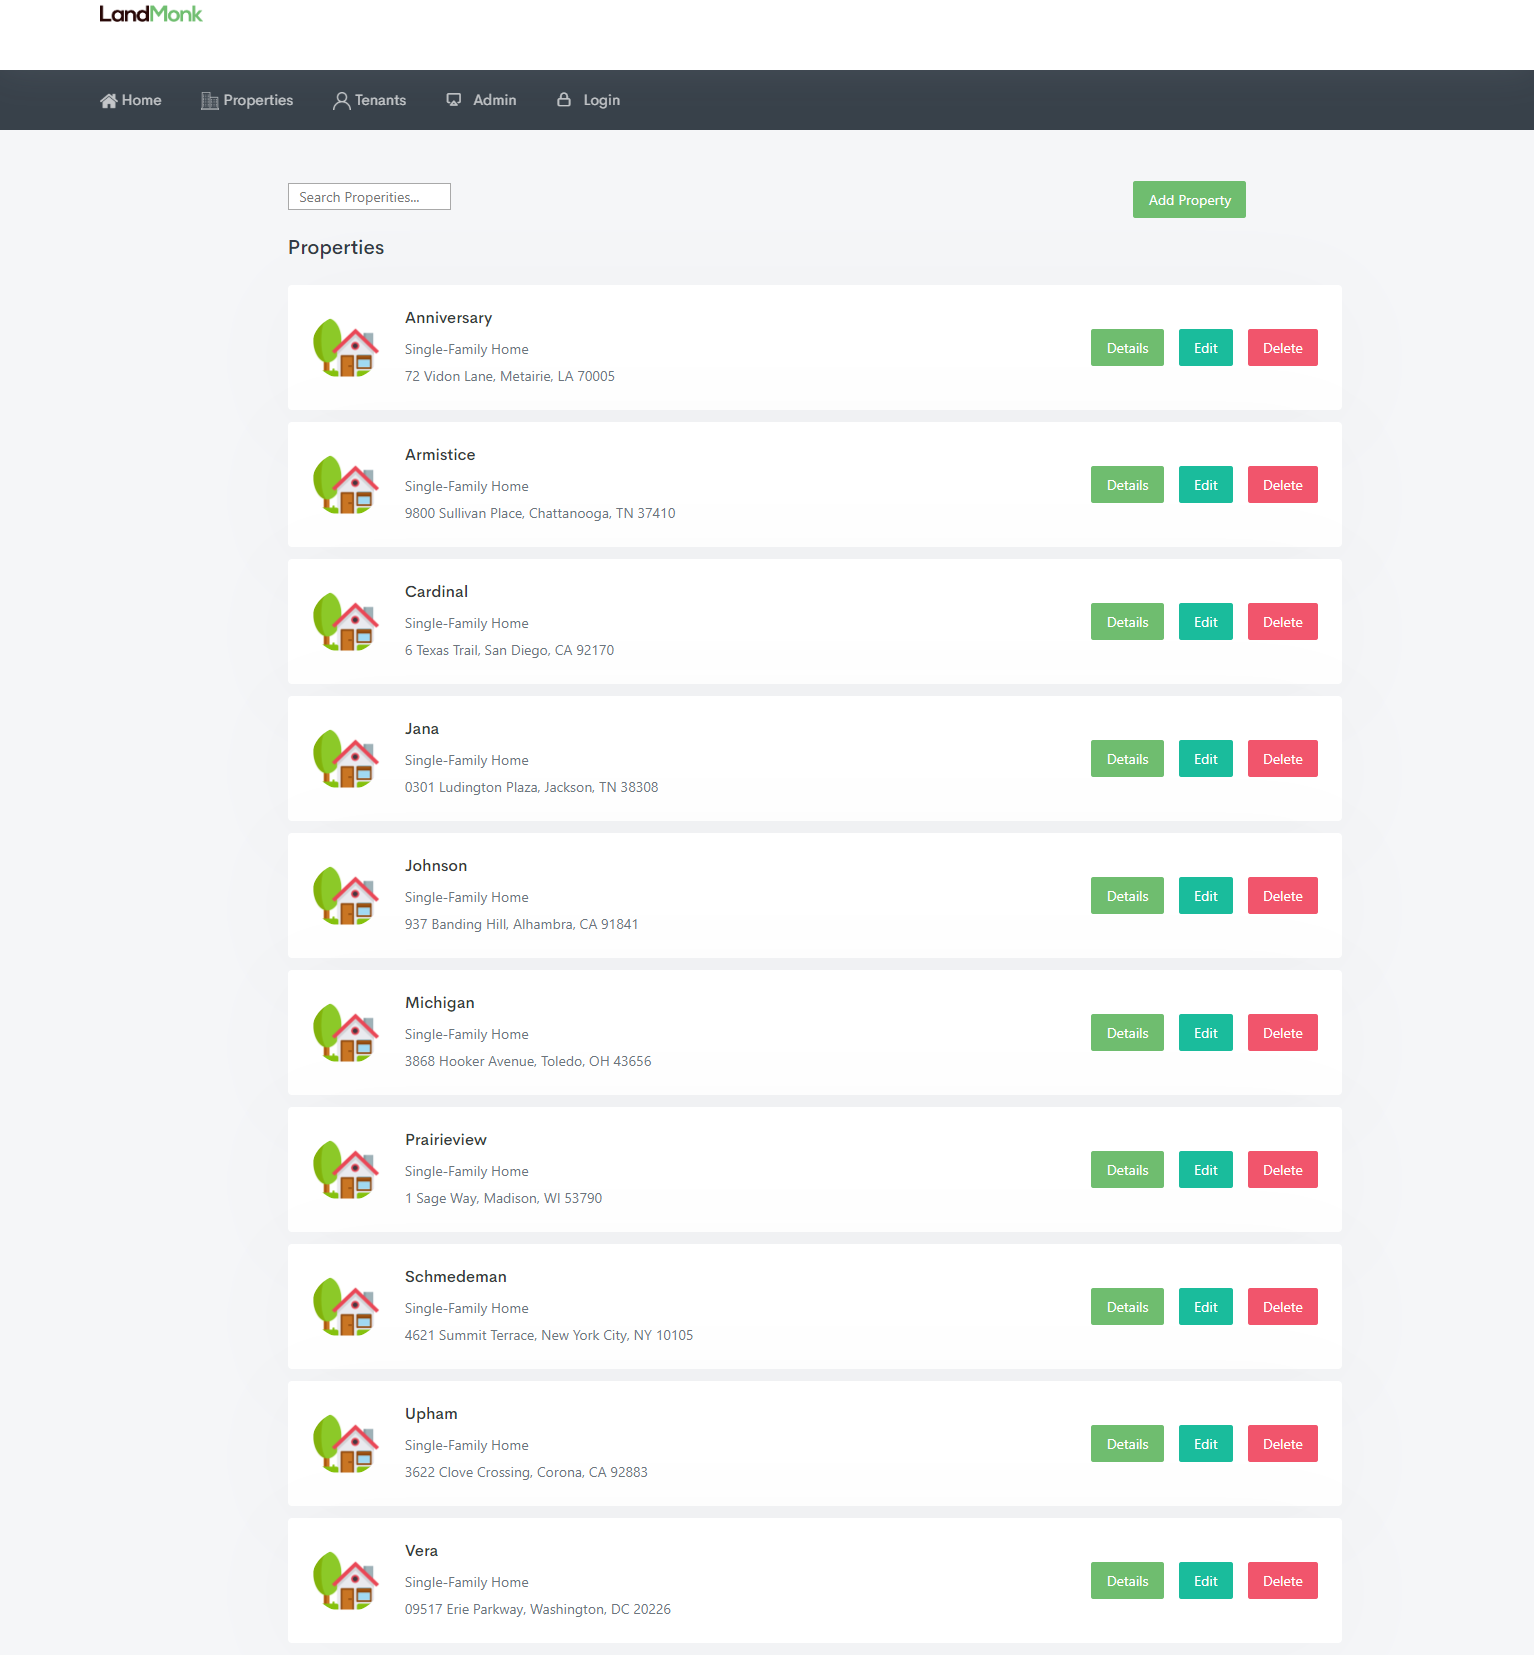 LandMonk
Home Properties Tenants Admin Login
Search Properities...
Add Property
Properties
Anniversary
Single-Family Home
72 Vidon Lane, Metairie, LA 70005
Details Edit Delete
Armistice
Single-Family Home
9800 Sullivan Place, Chattanooga, TN 37410
Details Edit Delete
Cardinal
Single-Family Home
6 Texas Trail, San Diego, CA 92170
Details Edit Delete
Jana
Single-Family Home
0301 Ludington Plaza, Jackson, TN 38308
Details Edit Delete
Johnson
Single-Family Home
937 Banding Hill, Alhambra, CA 91841
Details Edit Delete
Michigan
Single-Family Home
3868 Hooker Avenue, Toledo, OH 43656
Details Edit Delete
Prairieview
Single-Family Home
1 Sage Way, Madison, WI 53790
Details Edit Delete
Schmedeman
Single-Family Home
4621 Summit Terrace, New York City, NY 10105
Details Edit Delete
Upham
Single-Family Home
3622 Clove Crossing, Corona, CA 92883
Details Edit Delete
Vera
Single-Family Home
09517 Erie Parkway, Washington, DC 20226
Details Edit Delete